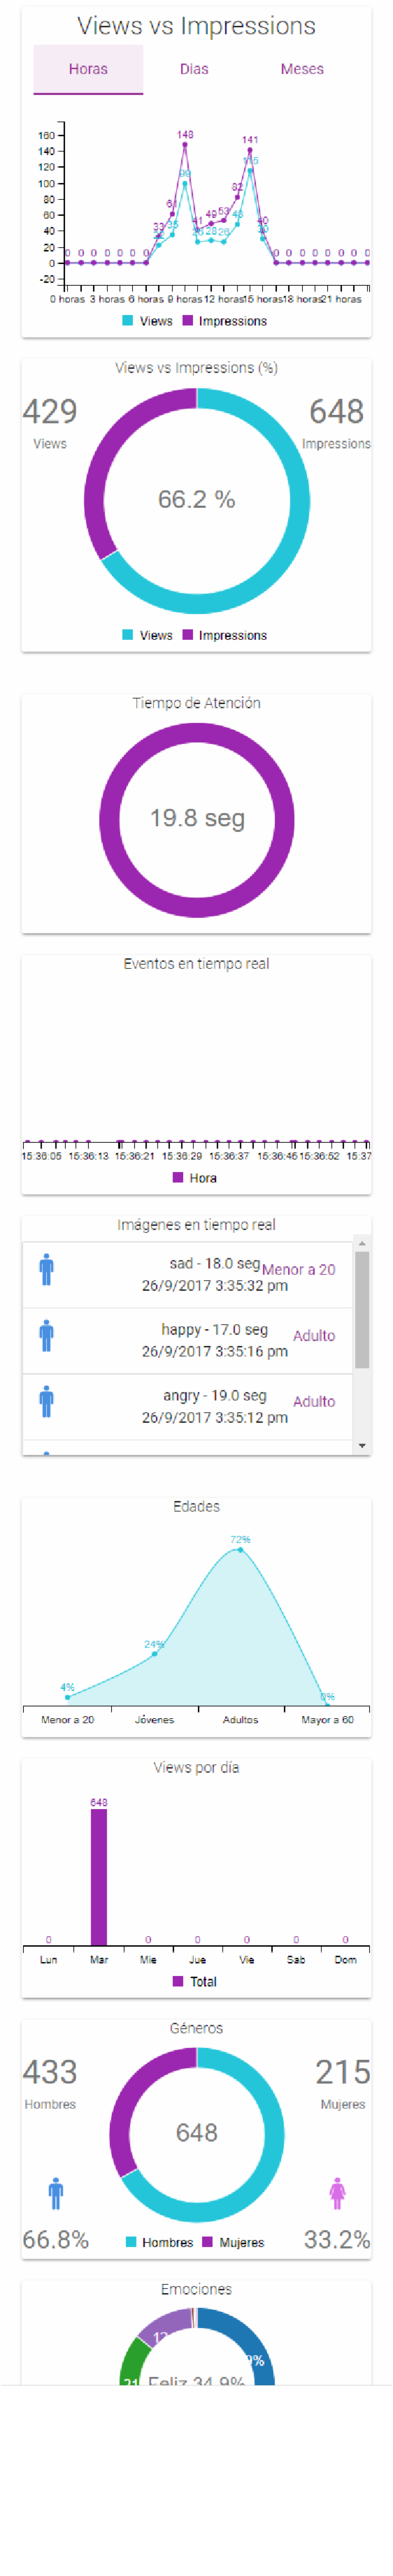 Views vs Impressions
Horas Dias Meses
160
140
120
100
80
60
40
20
0
-20
0 0 0 0 0 0 0 33 61 148 41 49 53 82 141 40 0 0 0 0 0 0 0 0
35 99 28 26 48 115 30
0 horas 3 horas 6 horas 9 horas 12 horas 15 horas 18 horas 21 horas
Views Impressions
Views vs Impressions (%)
429 648
Views Impressions
66.2 %
Views Impressions
Tiempo de Atención
19.8 seg
Eventos en tiempo real
15:36:05 15:36:13 15:36:21 15:36:29 15:36:37 15:36:45 15:36:52 15:37
Hora
Imágenes en tiempo real
sad - 18.0 seg Menor a 20
26/9/2017 3:35:32 pm
happy - 17.0 seg Adulto
26/9/2017 3:35:16 pm
angry - 19.0 seg Adulto
26/9/2017 3:35:12 pm
Edades
72%
24%
4%
0%
Menor a 20 Jóvenes Adultos Mayor a 60
Views por día
648
0 0 0 0 0 0
Lun Mar Mie Jue Vie Sab Dom
Total
Géneros
433 215
Hombres Mujeres
648
66.8% Hombres Mujeres 33.2%
Emociones
12
9%
21 Feliz 34.9%